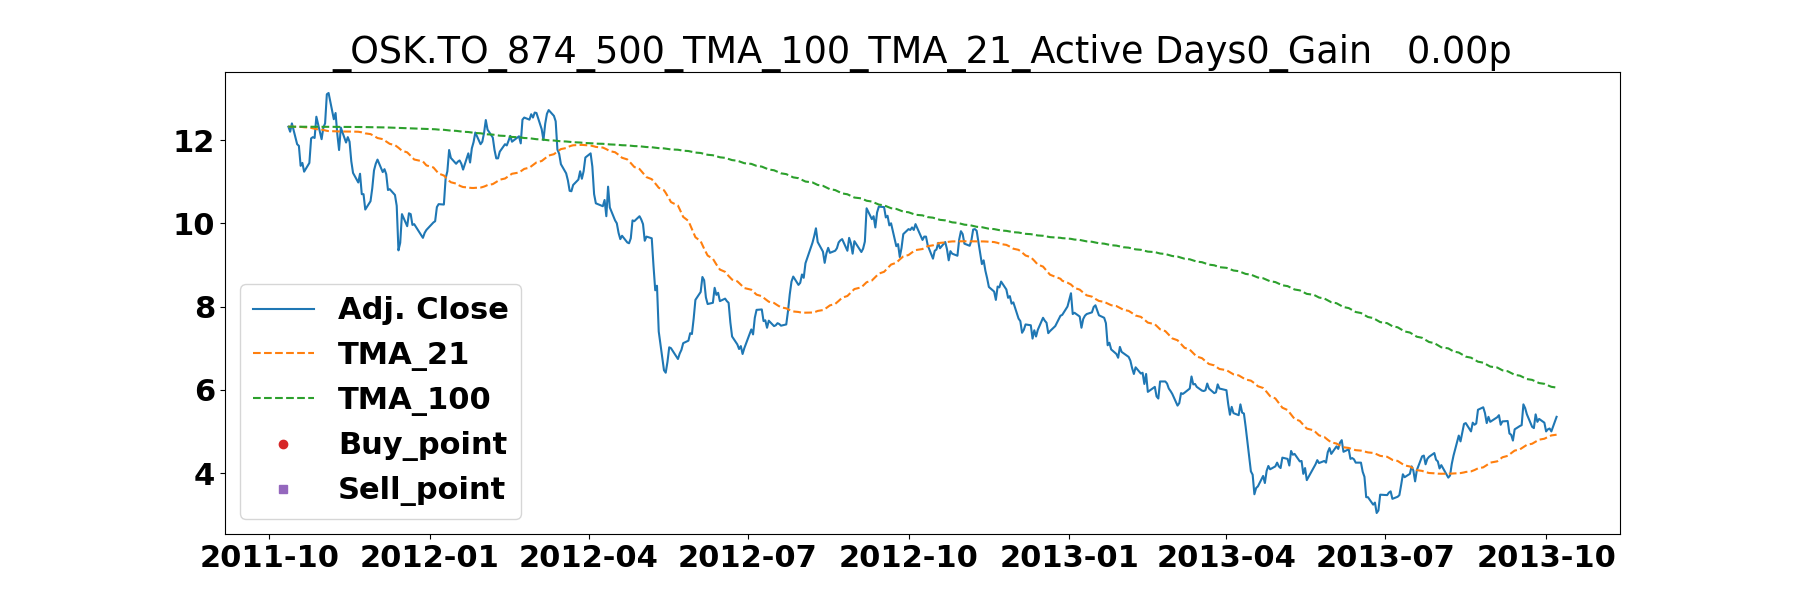 _OSK.TO_874_500_TMA_100_TMA_21_Active Days0_Gain   0.00p
12
10
8
6
4
Adj. Close
TMA_21
TMA_100
Buy_point
Sell_point
2011-10 2012-01 2012-04 2012-07 2012-10 2013-01 2013-04 2013-07 2013-10